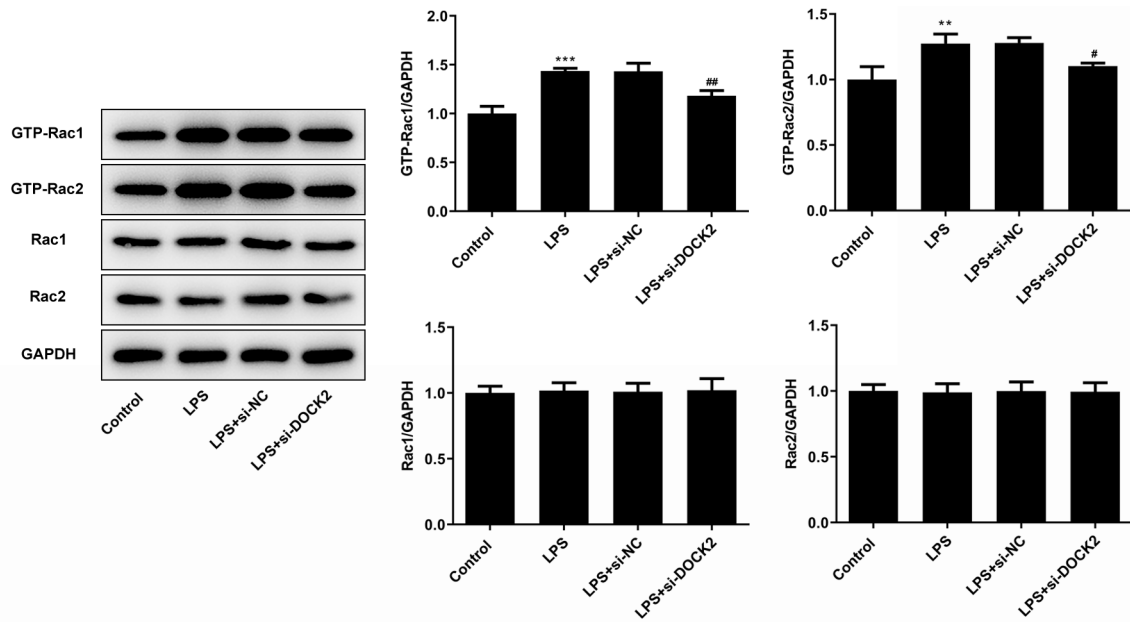 GTP-Rac1
GTP-Rac2
Rac1
Rac2
GAPDH
Control
LPS
LPS+si-NC
LPS+si-DOCK2
GTP-Rac1/GAPDH
2.0
1.5
1.0
0.5
0.0
***
##
Control
LPS
LPS+si-NC
LPS+si-DOCK2
GTP-Rac2/GAPDH
1.5
1.0
0.5
0.0
**
#
Control
LPS
LPS+si-NC
LPS+si-DOCK2
Rac1/GAPDH
1.5
1.0
0.5
0.0
Control
LPS
LPS+si-NC
LPS+si-DOCK2
Rac2/GAPDH
1.5
1.0
0.5
0.0
Control
LPS
LPS+si-NC
LPS+si-DOCK2